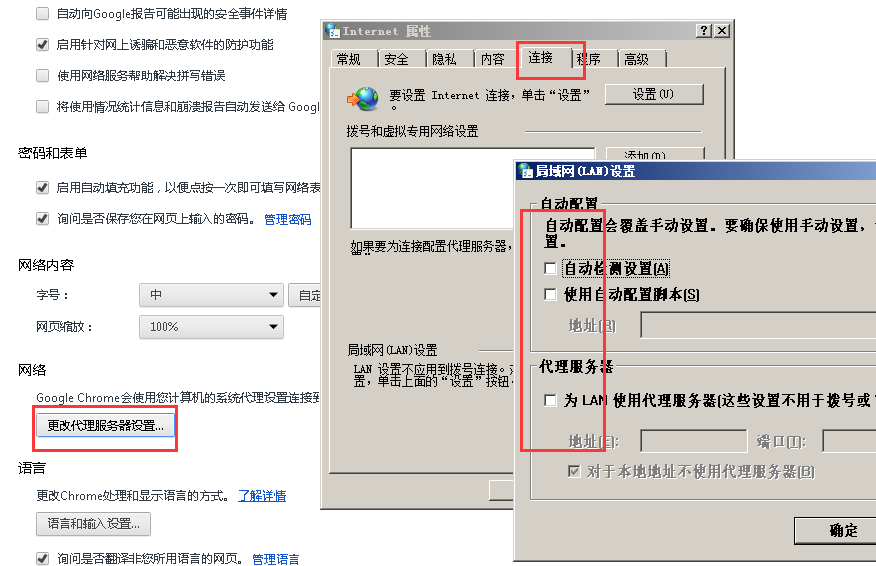 自动向Google报告可能出现的安全事件详情
启用针对网上诱骗和恶意软件的防护功能
使用网络服务帮助解决拼写错误
将使用情况统计信息和崩溃报告自动发送给 Googl
密码和表单
启用自动填充功能，以便点按一次即可填写网络表
询问是否保存您在网页上输入的密码。 管理密码
网络内容
字号： 中 自定
网页缩放： 100%
网络
Google Chrome会使用您计算机的系统代理设置连接到
更改代理服务器设置...
语言
更改Chrome处理和显示语言的方式。 了解详情
语言和输入设置...
询问是否翻译非您所用语言的网页。 管理语言
Internet 属性
常规 安全 隐私 内容 连接 程序 高级
要设置 Internet 连接，单击“设置”
。
设置(U)
拨号和虚拟专用网络设置
添加(D)
如果要为连接配置代理服务器，
局域网(LAN)设置
LAN 设置不应用到拨号连接。
置，单击上面的“设置”按钮。
局域网(LAN)设置
自动配置
自动配置会覆盖手动设置。要确保使用手动设置，
置。
自动检测设置(A)
使用自动配置脚本(S)
地址(R)
代理服务器
为 LAN 使用代理服务器(这些设置不用于拨号或
地址(E): 端口(T):
对于本地地址不使用代理服务器(B)
确定